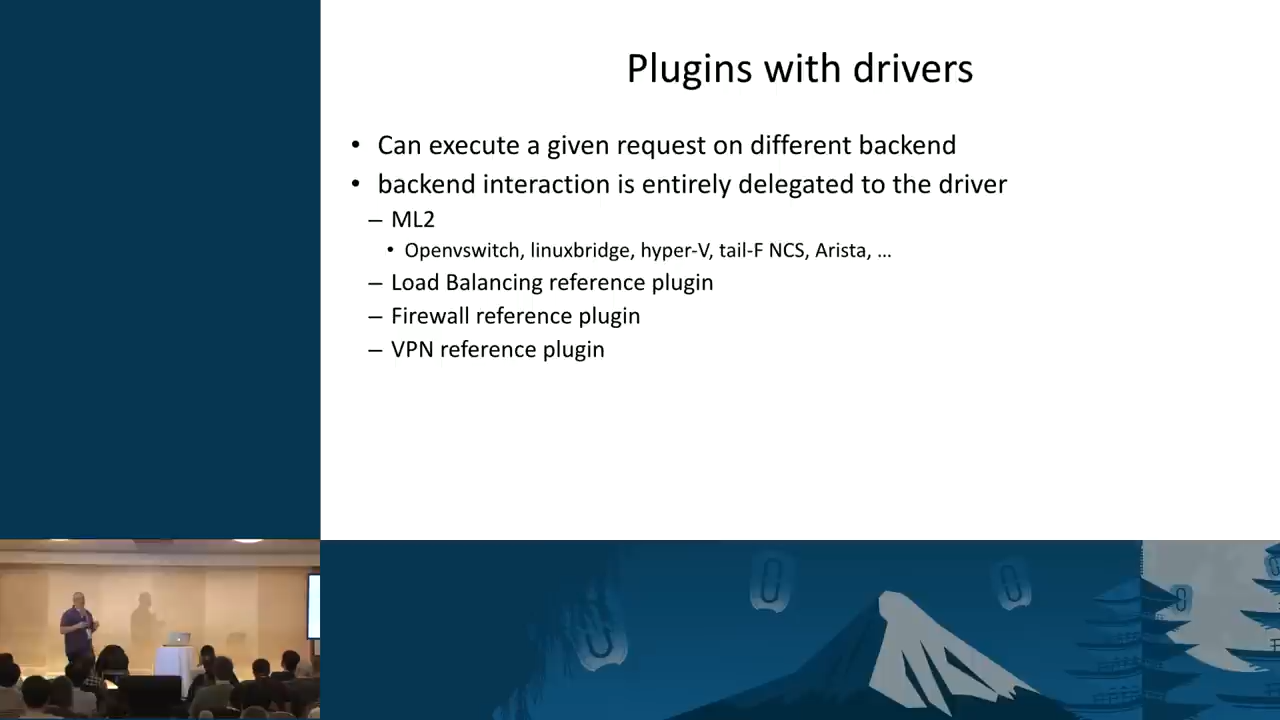 Plugins with drivers
• Can execute a given request on different backend
• backend interaction is entirely delegated to the driver
– ML2
• Openvswitch, linuxbridge, hyper-V, tail-F NCS, Arista, ...
– Load Balancing reference plugin
– Firewall reference plugin
– VPN reference plugin